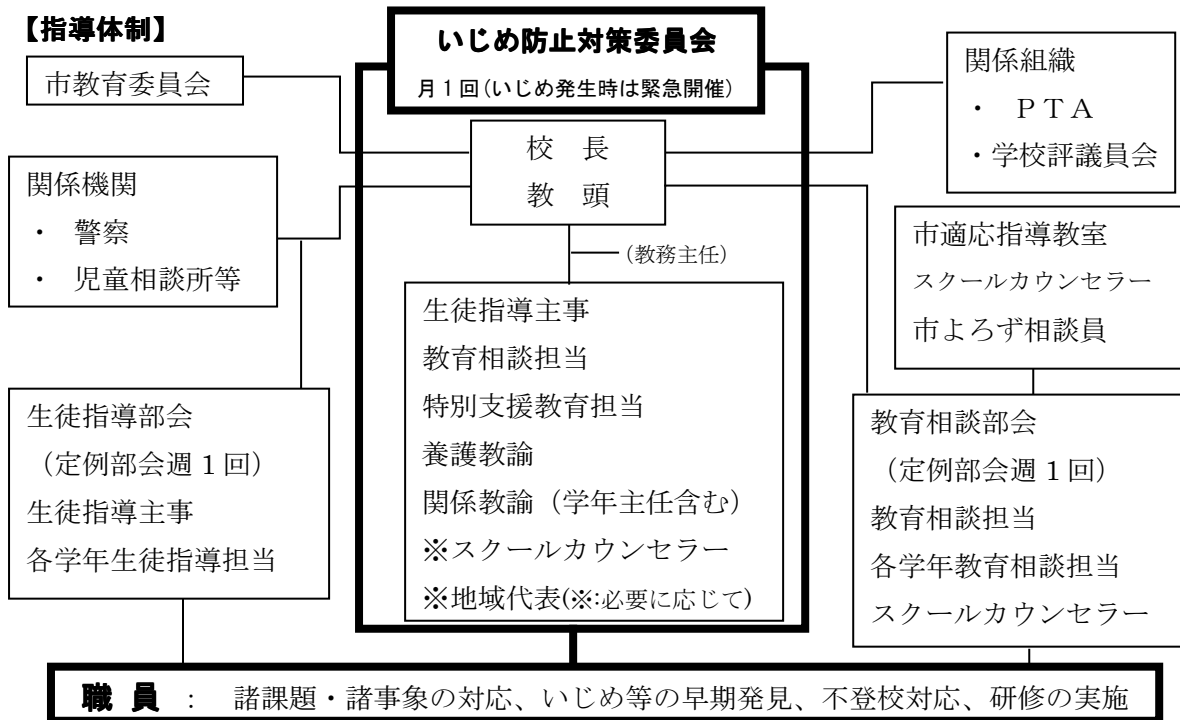 【指導体制】
いじめ防止対策委員会
月1回(いじめ発生時は緊急開催)
市教育委員会
関係組織
・ PTA
・学校評議員会
校 長
教 頭
関係機関
・ 警察
・ 児童相談所等
(教務主任)
市適応指導教室
スクールカウンセラー
市よろず相談員
生徒指導主事
教育相談担当
特別支援教育担当
養護教諭
関係教諭(学年主任含む)
※スクールカウンセラー
※地域代表(※:必要に応じて)
生徒指導部会
(定例部会週1回)
生徒指導主事
各学年生徒指導担当
教育相談部会
(定例部会週1回)
教育相談担当
各学年教育相談担当
スクールカウンセラー
職 員 : 諸課題・諸事象の対応、いじめ等の早期発見、不登校対応、研修の実施